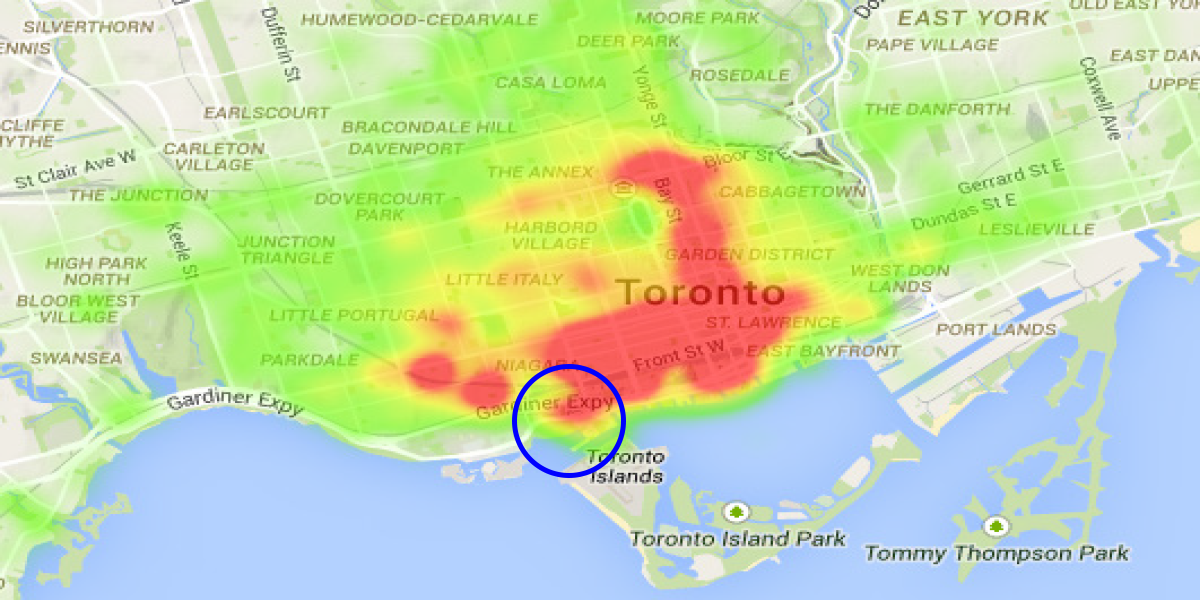 SILVERTHORN
HUMEWOOD-CEDARVALE
MOORE PARK
EAST YORK
OLD EAST YOR
ENNIS
Dufferin St
DEER PARK
PAPE VILLAGE
EAST DAN
CASA LOMA
Yonge St
ROSEDALE
Coxwell Ave
UPPE
EARLSCOURT
THE DANFORTH
CLIFFE
YTHE
BRACONDALE HILL
DAVENPORT
CARLETON
VILLAGE
St Clair Ave W
Bloor St E
THE ANNEX
Gerrard St E
THE JUNCTION
DOVERCOURT
PARK
Bay St
CABBAGETOWN
Dundas St E
Keele St
HARBORD
VILLAGE
LESLIEVILLE
JUNCTION
TRIANGLE
GARDEN DISTRICT
HIGH PARK
NORTH
LITTLE ITALY
WEST DON
LANDS
Toronto
BLOOR WEST
VILLAGE
LITTLE PORTUGAL
ST. LAWRENCE
PORT LANDS
SWANSEA
PARKDALE
NIAGARA
Front St W
EAST BAYFRONT
Gardiner Expy
Gardiner Expy
Toronto
Islands
Toronto Island Park
Tommy Thompson Park